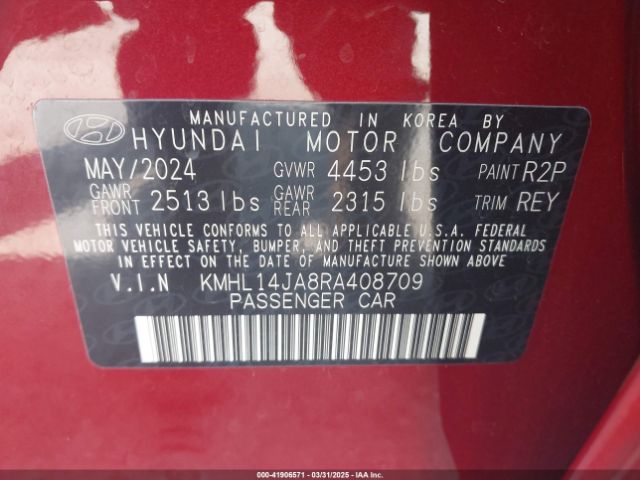 MANUFACTURED IN KOREA BY
HYUNDAI MOTOR COMPANY
MAY/2024 GVWR 4453 lbs PAINT R2P
GAWR FRONT 2513 lbs GAWR REAR 2315 lbs TRIM REY
THIS VEHICLE CONFORMS TO ALL APPLICABLE U.S.A. FEDERAL
MOTOR VEHICLE SAFETY, BUMPER, AND THEFT PREVENTION STANDARDS
IN EFFECT ON THE DATE OF MANUFACTURE SHOWN ABOVE
V.I.N KMHL14JA8RA408709
PASSENGER CAR
000-41906571 - 03/31/2025 - IAAI.COM